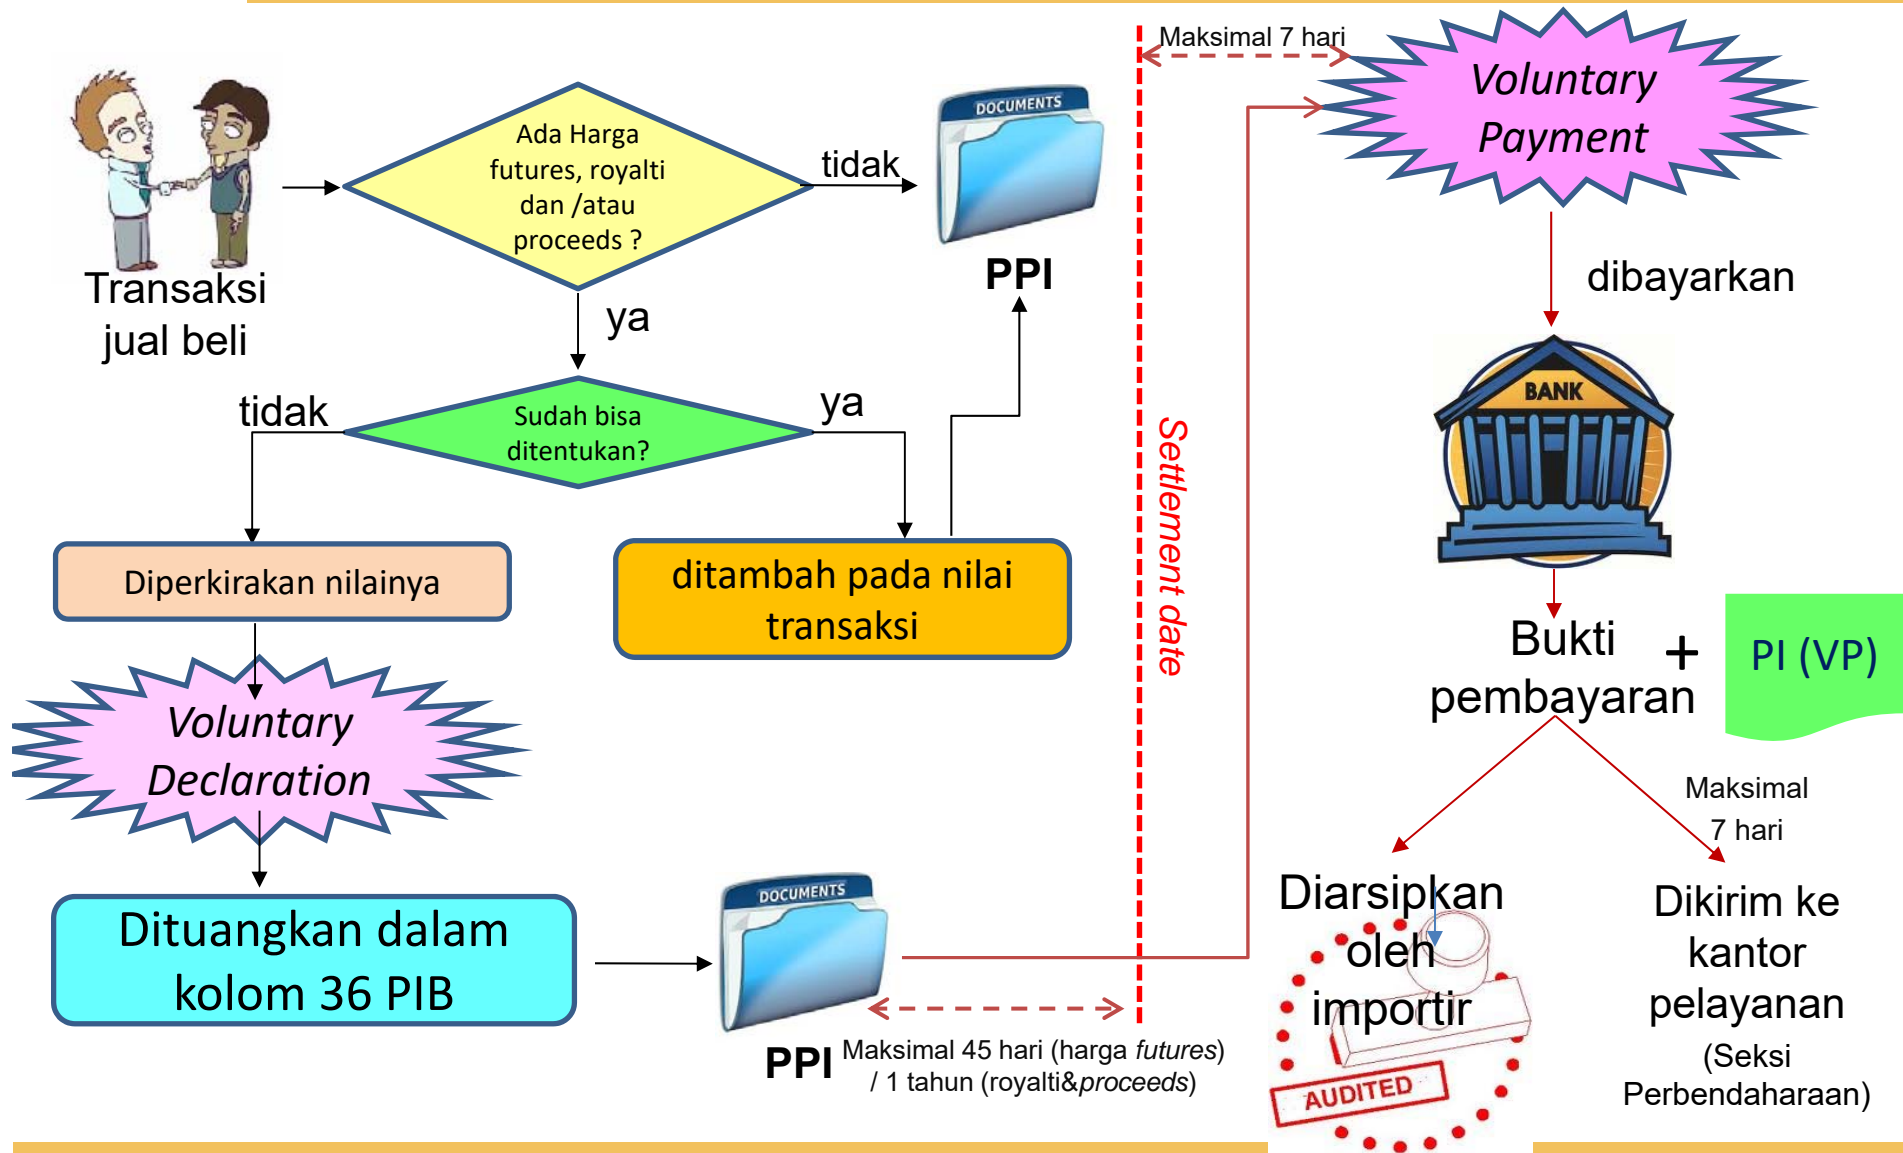 Maksimal 7 hari
Voluntary
Payment
Ada Harga
futures, royalti
dan /atau
proceeds ?
tidak
DOCUMENTS
PPI
Transaksi
jual beli
ya
dibayarkan
BANK
tidak
Sudah bisa
ditentukan?
ya
Settlement date
Diperkirakan nilainya
ditambah pada nilai
transaksi
Bukti
pembayaran
+
PI (VP)
Voluntary
Declaration
Maksimal
7 hari
Dituangkan dalam
kolom 36 PIB
DOCUMENTS
PPI
Maksimal 45 hari (harga futures)
/ 1 tahun (royalti&proceeds)
Diarsipkan
oleh
importir
AUDITED
Dikirim ke
kantor
pelayanan
(Seksi
Perbendaharaan)